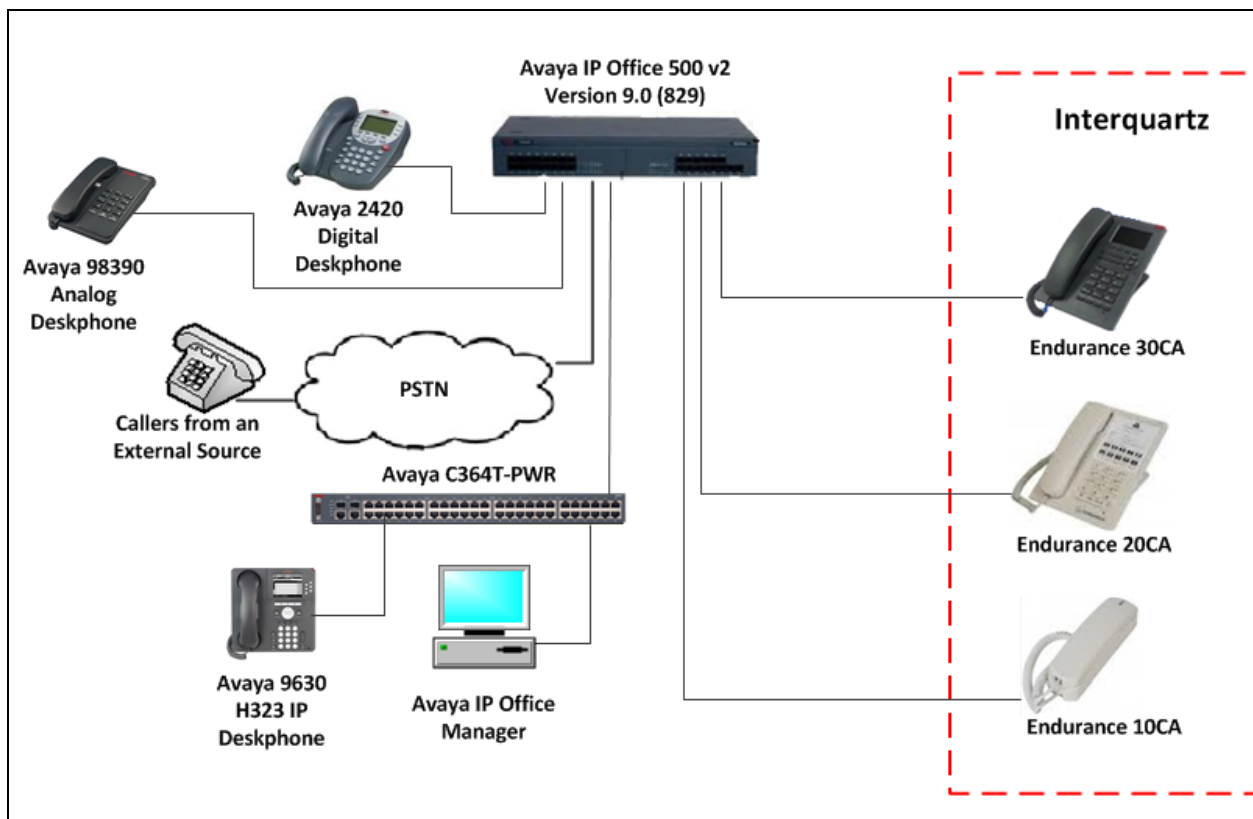 Avaya IP Office 500 v2
Version 9.0 (829)
Interquartz
Avaya 2420
Digital
Deskphone
Avaya 98390
Analog
Deskphone
Endurance 30CA
PSTN
Callers from an
External Source
Avaya C364T-PWR
Endurance 20CA
Avaya 9630
H323 IP
Deskphone
Avaya IP Office
Manager
Endurance 10CA